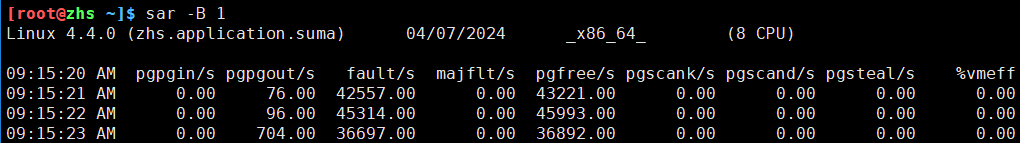 [root@zhs ~]$ sar -B 1
Linux 4.4.0 (zhs.application.suma) 04/07/2024 _x86_64_ (8 CPU)
09:15:20 AM pgpgin/s pgpgout/s fault/s majflt/s pgfree/s pgscank/s pgscand/s pgsteal/s %vmeff
09:15:21 AM 0.00 76.00 42557.00 0.00 43221.00 0.00 0.00 0.00 0.00
09:15:22 AM 0.00 96.00 45314.00 0.00 45993.00 0.00 0.00 0.00 0.00
09:15:23 AM 0.00 704.00 36697.00 0.00 36892.00 0.00 0.00 0.00 0.00